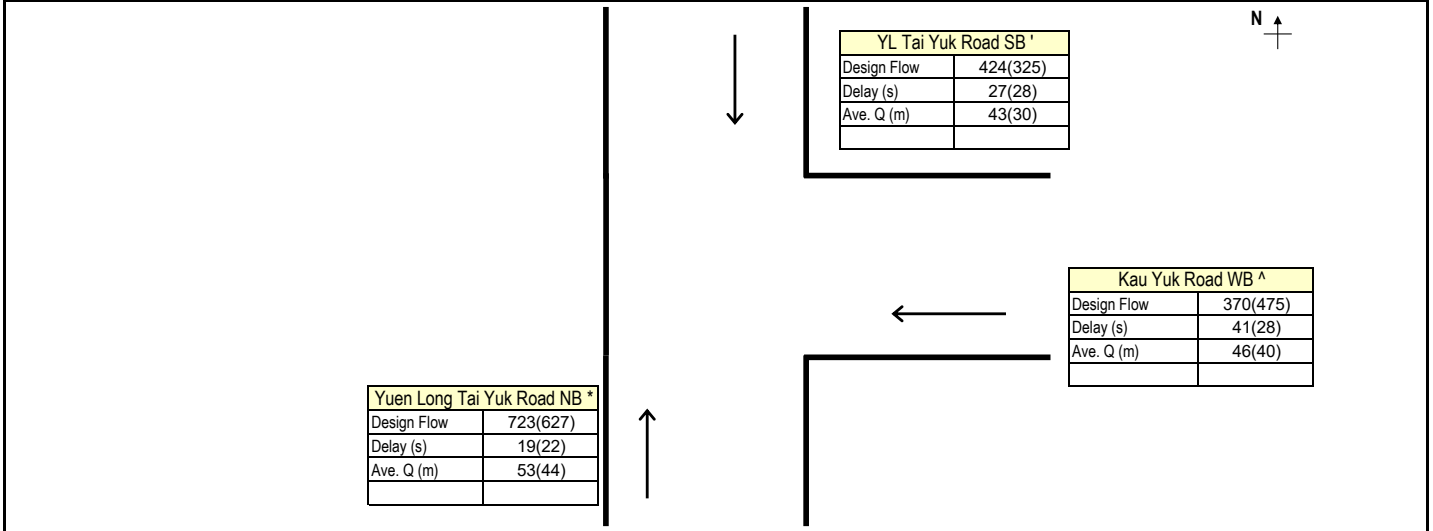 N
YL Tai Yuk Road SB '
Design Flow 424(325)
Delay (s) 27(28)
Ave. Q (m) 43(30)
Kau Yuk Road WB ^
Design Flow 370(475)
Delay (s) 41(28)
Ave. Q (m) 46(40)
Yuen Long Tai Yuk Road NB *
Design Flow 723(627)
Delay (s) 19(22)
Ave. Q (m) 53(44)